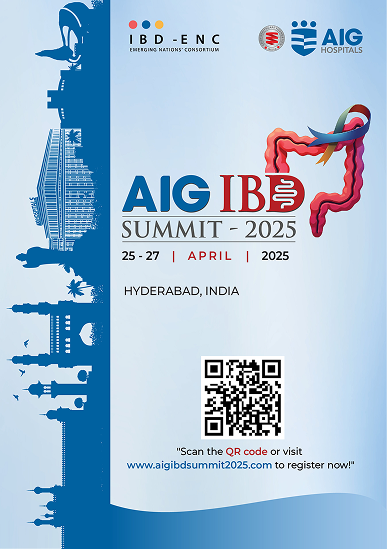 IBD-ENC
EMERGING NATIONS' CONSORTIUM
AIG
HOSPITALS
AIG IBD
SUMMIT - 2025
25 - 27 | APRIL | 2025
HYDERABAD, INDIA
"Scan the QR code or visit
www.aigibdsummit2025.com to register now!"